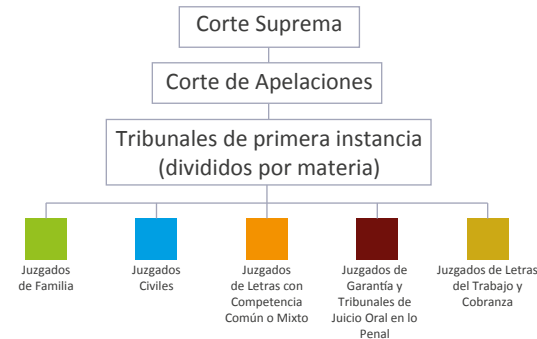 Corte Suprema
Corte de Apelaciones
Tribunales de primera instancia
(divididos por materia)
Juzgados
de Familia
Juzgados
Civiles
Juzgados
de Letras con
Competencia
Común o Mixto
Juzgados de
Garantía y
Tribunales de
Juicio Oral en lo
Penal
Juzgados de Letras
del Trabajo y
Cobranza